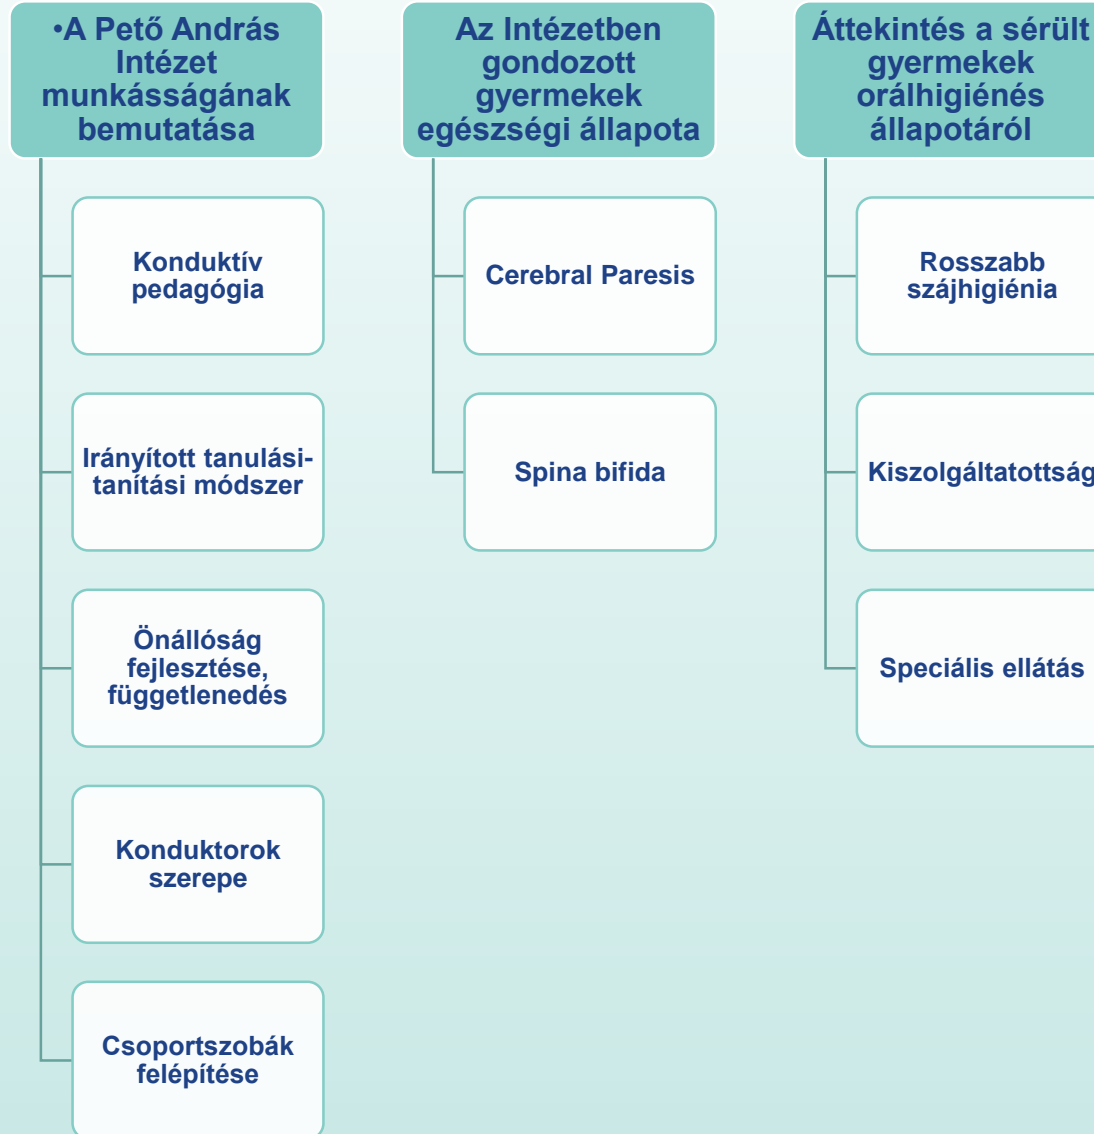 •A Pető András
Intézet
munkásságának
bemutatása
Konduktív
pedagógia
Irányított tanulási-
tanítási módszer
Önállóság
fejlesztése,
függetlenedés
Konduktorok
szerepe
Csoportszobák
felépítése
Az Intézetben
gondozott
gyermekek
egészségi állapota
Cerebral Paresis
Spina bifida
Áttekintés a sérült
gyermekek
orálhigiénés
állapotáról
Rosszabb
szájhigiénia
Kiszolgáltatottság
Speciális ellátás